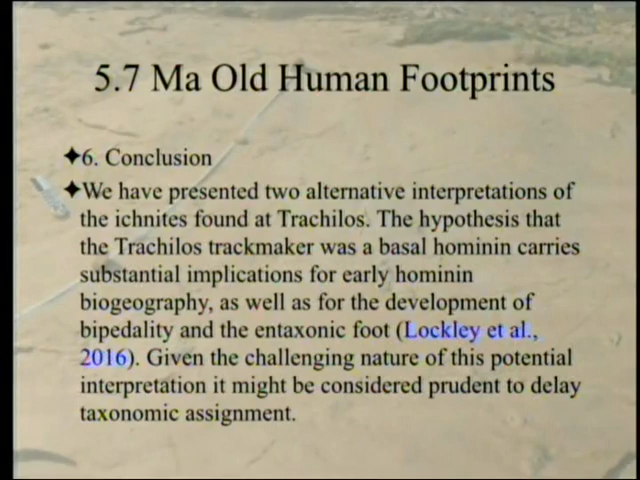 5.7 Ma Old Human Footprints
✦6. Conclusion
✦We have presented two alternative interpretations of
the ichnites found at Trachilos. The hypothesis that
the Trachilos trackmaker was a basal hominin carries
substantial implications for early hominin
biogeography, as well as for the development of
bipedality and the entaxonic foot (Lockley et al.,
2016). Given the challenging nature of this potential
interpretation it might be considered prudent to delay
taxonomic assignment.